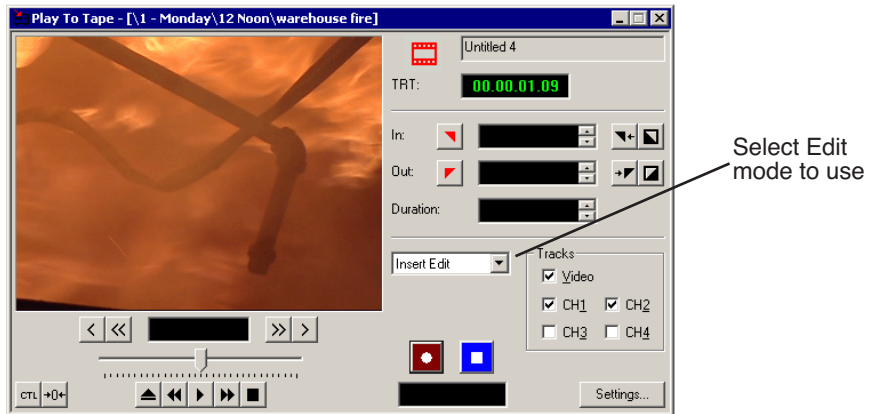 Play To Tape - [\1 - Monday\12 Noon\warehouse fire]
Untitled 4
TRT: 00.00.01.09
In:
Out:
Duration:
Select Edit
mode to use
Insert Edit
Tracks
Video
CH1 CH2
CH3 CH4
CTL →0←
Settings...